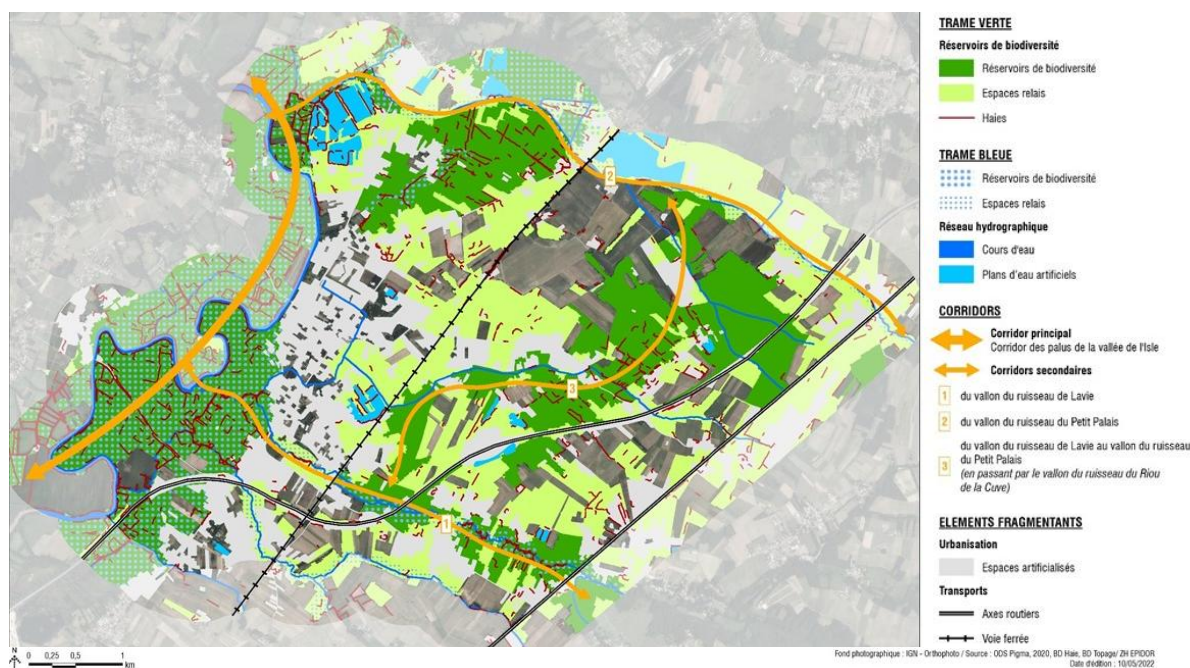 TRAME VERTE
Réservoirs de biodiversité
Réservoirs de biodiversité
Espaces relais
Haies
TRAME BLEUE
Réservoirs de biodiversité
Espaces relais
Réseau hydrographique
Cours d'eau
Plans d'eau artificiels
CORRIDORS
Corridor principal
Corridor des palus de la vallée de l'Isle
Corridors secondaires
1 du vallon du ruisseau de Lavie
2 du vallon du ruisseau du Petit Palais
du vallon du ruisseau de Lavie au vallon du ruisseau
3 du Petit Palais
(en passant par le vallon du ruisseau du Riou
de la Cuve)
ELEMENTS FRAGMENTANTS
Urbanisation
Espaces artificialisés
Transports
Axes routiers
Voie ferrée
2
3
1
N
0 0,25 0,5 1
km
Fond photographique : IGN - Orthophoto / Source : ODS Pigma, 2020, BD Haie, BD Topage/ ZH EPIDOR
Date d'édition : 10/05/2022